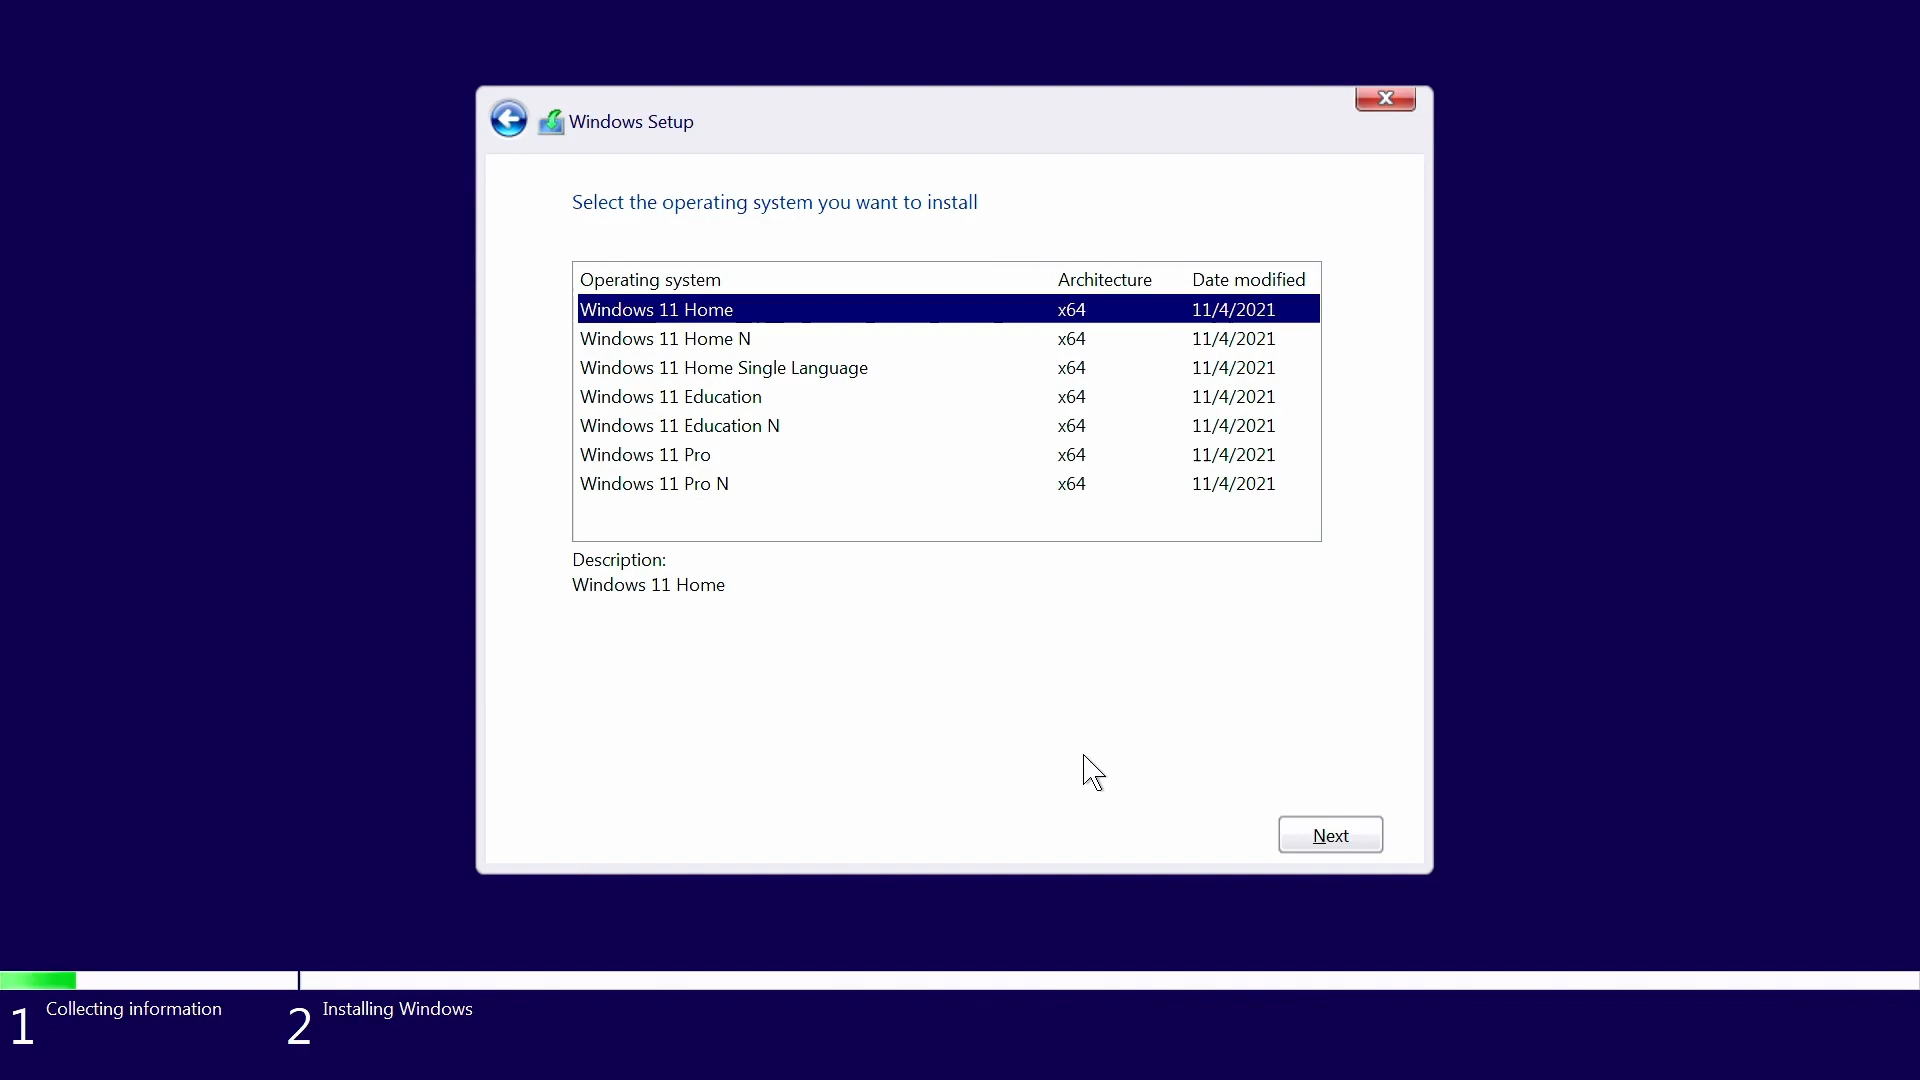 Windows Setup
Select the operating system you want to install
Operating system Architecture Date modified
Windows 11 Home x64 11/4/2021
Windows 11 Home N x64 11/4/2021
Windows 11 Home Single Language x64 11/4/2021
Windows 11 Education x64 11/4/2021
Windows 11 Education N x64 11/4/2021
Windows 11 Pro x64 11/4/2021
Windows 11 Pro N x64 11/4/2021
Description:
Windows 11 Home
Next
1 Collecting information 2 Installing Windows